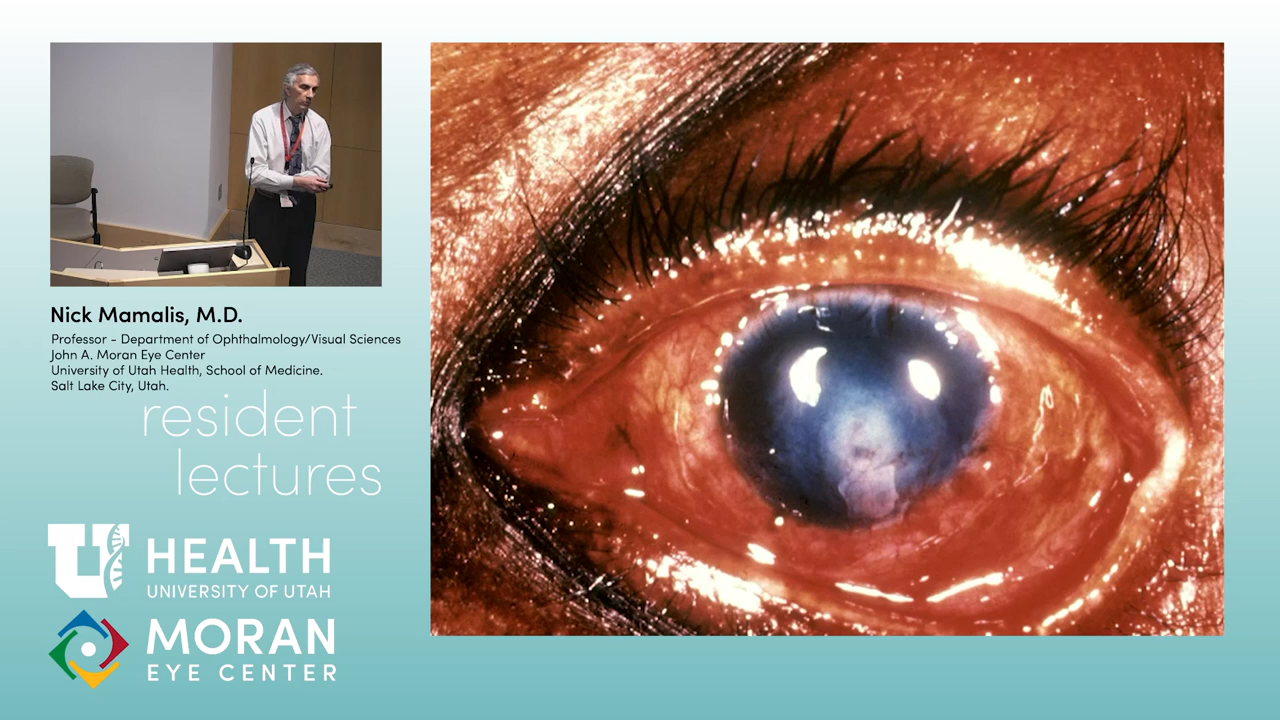 Nick Mamalis, M.D.
Professor - Department of Ophthalmology/Visual Sciences
John A. Moran Eye Center
University of Utah Health, School of Medicine.
Salt Lake City, Utah.
resident
lectures
U HEALTH
UNIVERSITY OF UTAH
MORAN
EYE CENTER